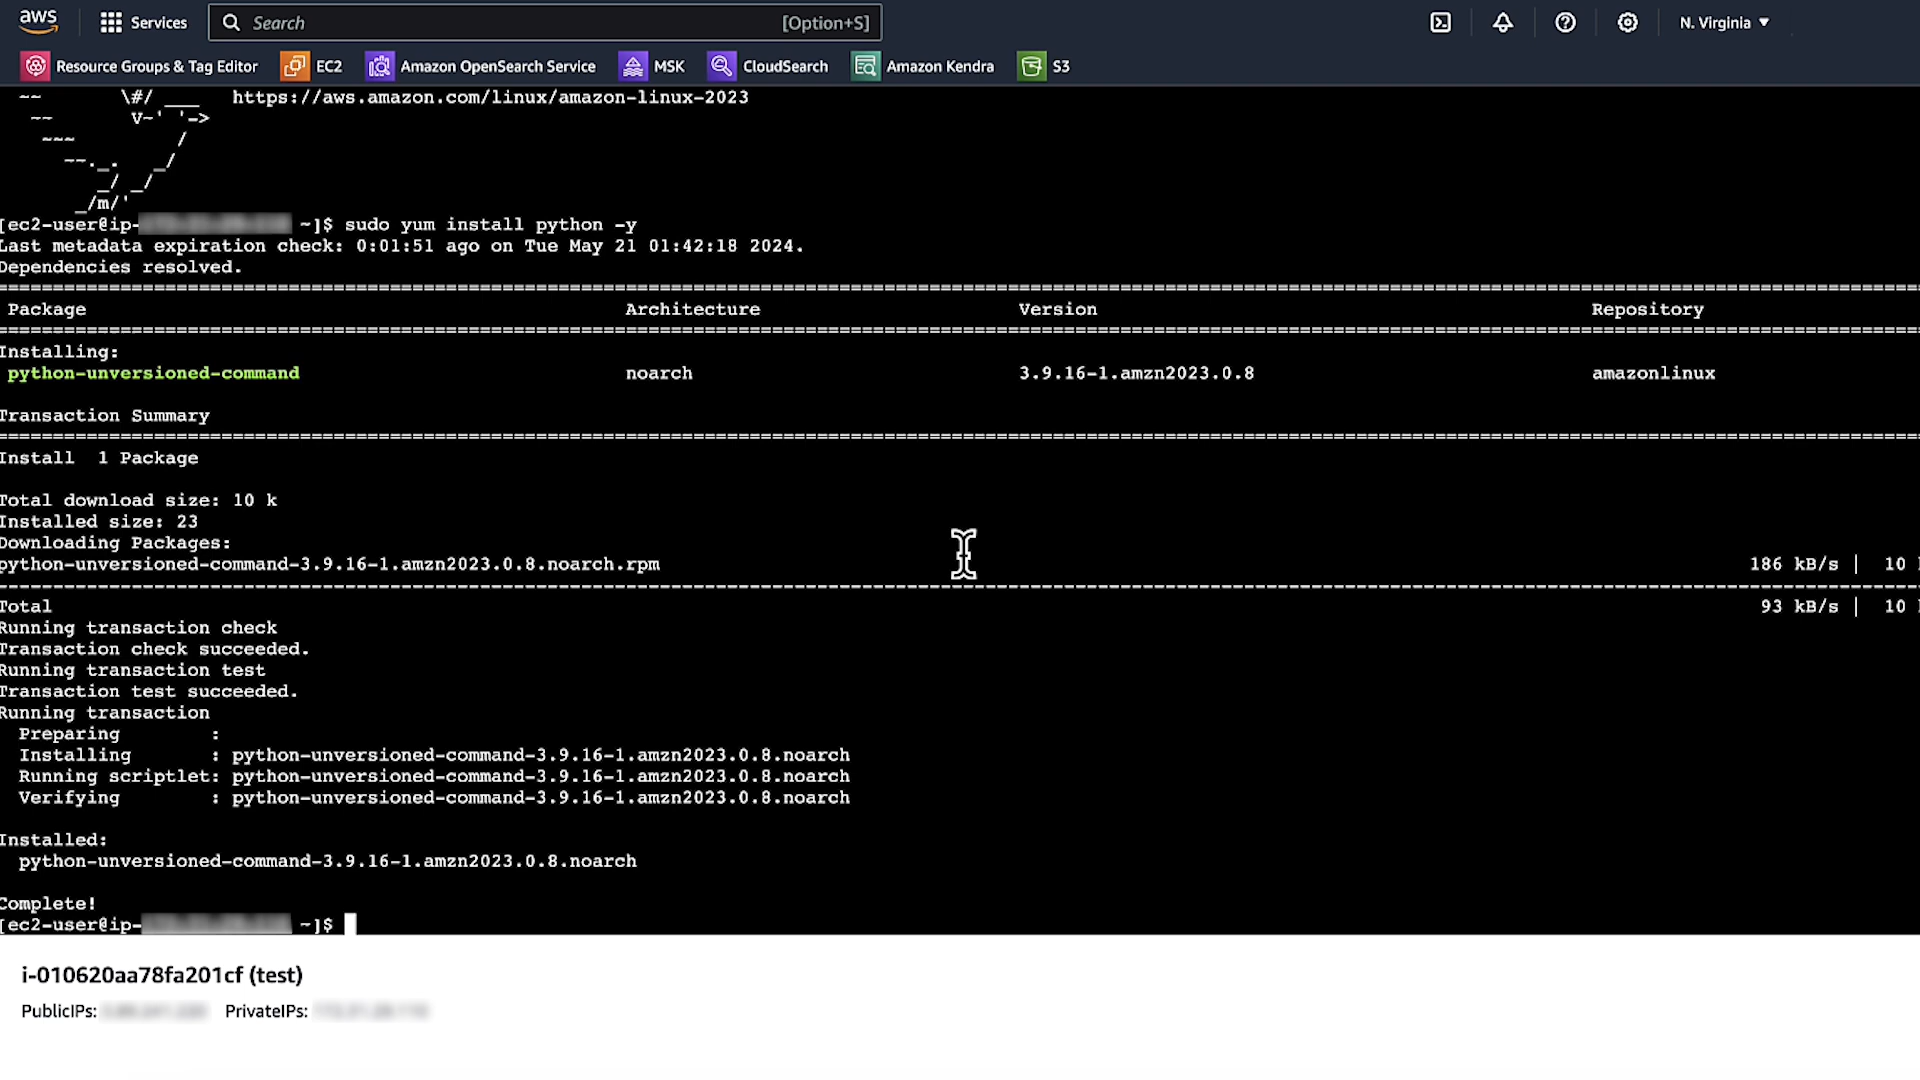 aws Services Search [Option+S] N. Virginia
Resource Groups & Tag Editor EC2 Amazon OpenSearch Service MSK CloudSearch Amazon Kendra S3
~~ \#/ ___ https://aws.amazon.com/linux/amazon-linux-2023
~~ V~' '->
~~~ /
~~._. _/
_/ _/
_/m/'
[ec2-user@ip- ~]$ sudo yum install python -y
Last metadata expiration check: 0:01:51 ago on Tue May 21 01:42:18 2024.
Dependencies resolved.
Package Architecture Version Repository
Installing:
python-unversioned-command noarch 3.9.16-1.amzn2023.0.8 amazonlinux
Transaction Summary
Install 1 Package
Total download size: 10 k
Installed size: 23
Downloading Packages:
python-unversioned-command-3.9.16-1.amzn2023.0.8.noarch.rpm 186 kB/s | 10
Total 93 kB/s | 10
Running transaction check
Transaction check succeeded.
Running transaction test
Transaction test succeeded.
Running transaction
Preparing :
Installing : python-unversioned-command-3.9.16-1.amzn2023.0.8.noarch
Running scriptlet: python-unversioned-command-3.9.16-1.amzn2023.0.8.noarch
Verifying : python-unversioned-command-3.9.16-1.amzn2023.0.8.noarch
Installed:
python-unversioned-command-3.9.16-1.amzn2023.0.8.noarch
Complete!
[ec2-user@ip- ~]$
i-010620aa78fa201cf (test)
PublicIPs: PrivateIPs: